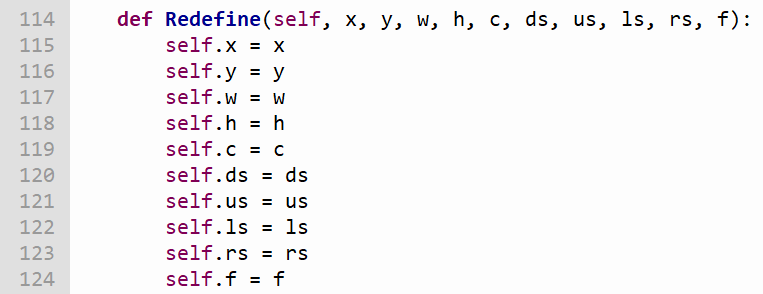 114     def Redefine(self, x, y, w, h, c, ds, us, ls, rs, f):
115         self.x = x
116         self.y = y
117         self.w = w
118         self.h = h
119         self.c = c
120         self.ds = ds
121         self.us = us
122         self.ls = ls
123         self.rs = rs
124         self.f = f